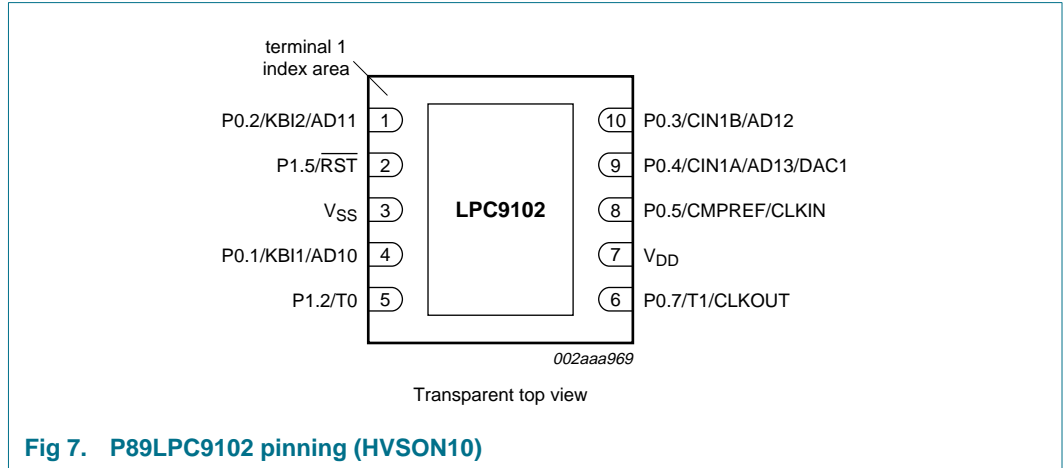 terminal 1
index area
P0.2/KBI2/AD11 1 10 P0.3/CIN1B/AD12
P1.5/RST 2 9 P0.4/CIN1A/AD13/DAC1
VSS 3 LPC9102 8 P0.5/CMPREF/CLKIN
P0.1/KBI1/AD10 4 7 VDD
P1.2/T0 5 6 P0.7/T1/CLKOUT
002aaa969
Transparent top view
Fig 7. P89LPC9102 pinning (HVSON10)